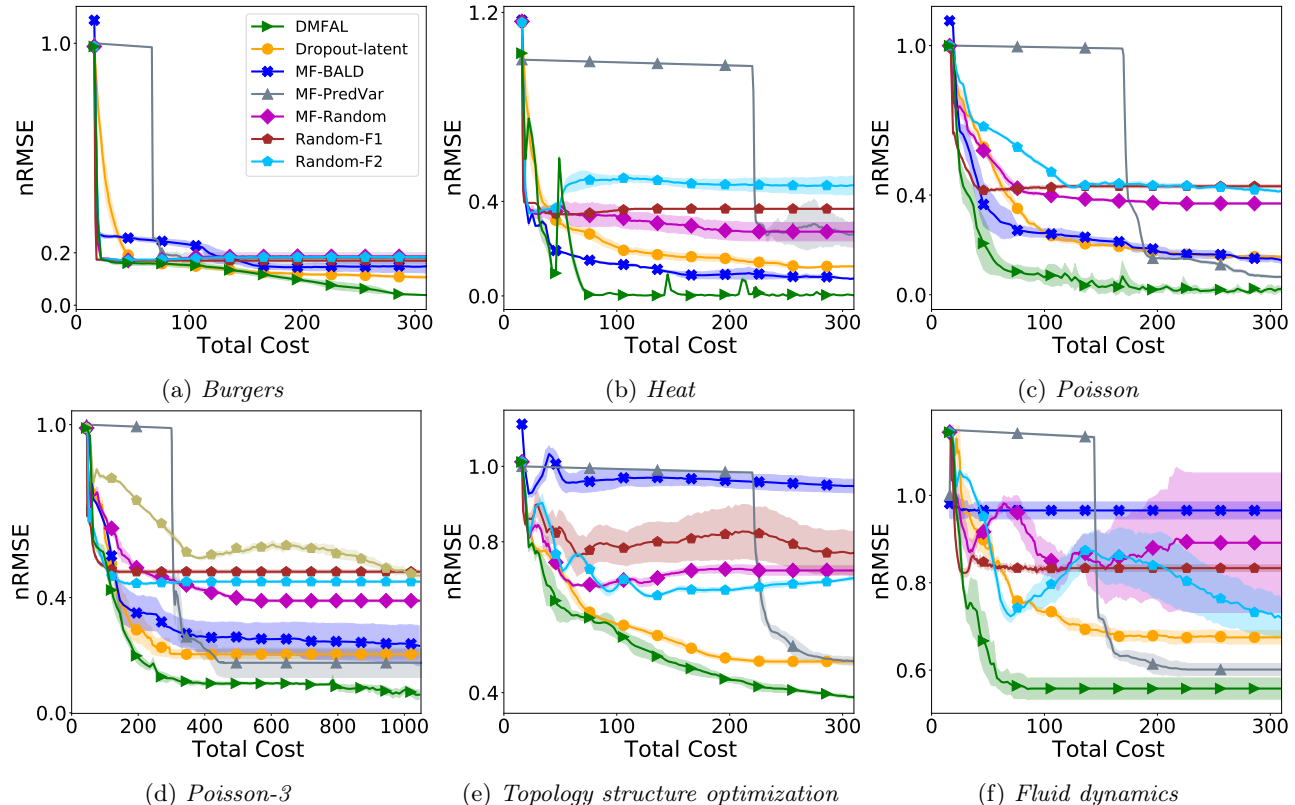 1.0
0.2
0.0
nRMSE
0
100
200
300
Total Cost
DMFAL
Dropout-latent
MF-BALD
MF-PredVar
MF-Random
Random-F1
Random-F2
(a) Burgers
1.2
0.4
0.0
nRMSE
0
100
200
300
Total Cost
(b) Heat
1.0
0.4
0.0
nRMSE
0
100
200
300
Total Cost
(c) Poisson
1.0
0.4
0.0
nRMSE
0
200
400
600
800
1000
Total Cost
(d) Poisson-3
1.0
0.8
0.4
nRMSE
0
100
200
300
Total Cost
(e) Topology structure optimization
1.0
0.8
0.6
nRMSE
0
100
200
300
Total Cost
(f) Fluid dynamics